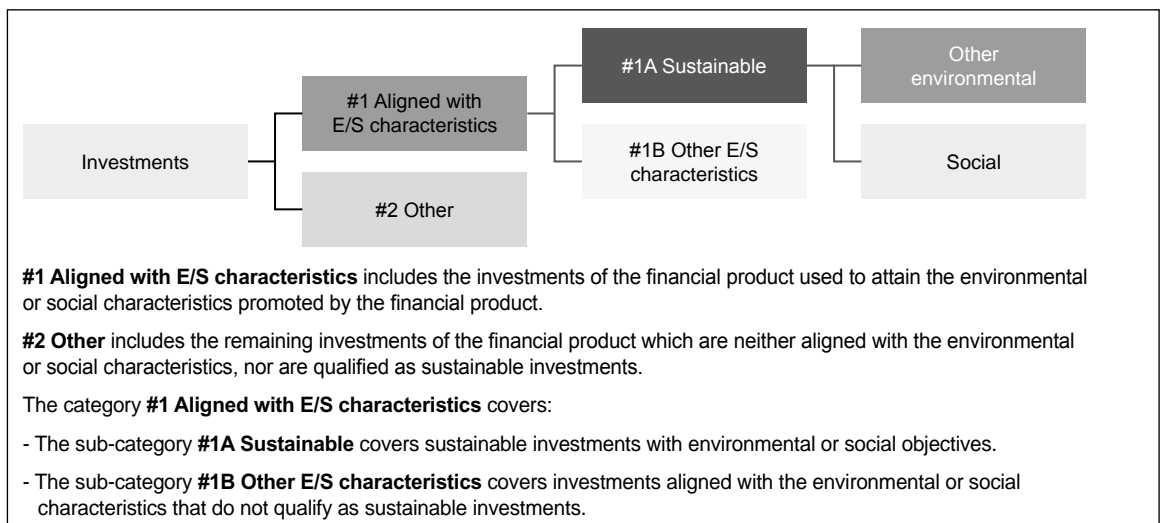 Investments
#1 Aligned with
E/S characteristics
#2 Other
#1A Sustainable
#1B Other E/S
characteristics
Other
environmental
Social
#1 Aligned with E/S characteristics includes the investments of the financial product used to attain the environmental
or social characteristics promoted by the financial product.
#2 Other includes the remaining investments of the financial product which are neither aligned with the environmental
or social characteristics, nor are qualified as sustainable investments.
The category #1 Aligned with E/S characteristics covers:
- The sub-category #1A Sustainable covers sustainable investments with environmental or social objectives.
- The sub-category #1B Other E/S characteristics covers investments aligned with the environmental or social
characteristics that do not qualify as sustainable investments.